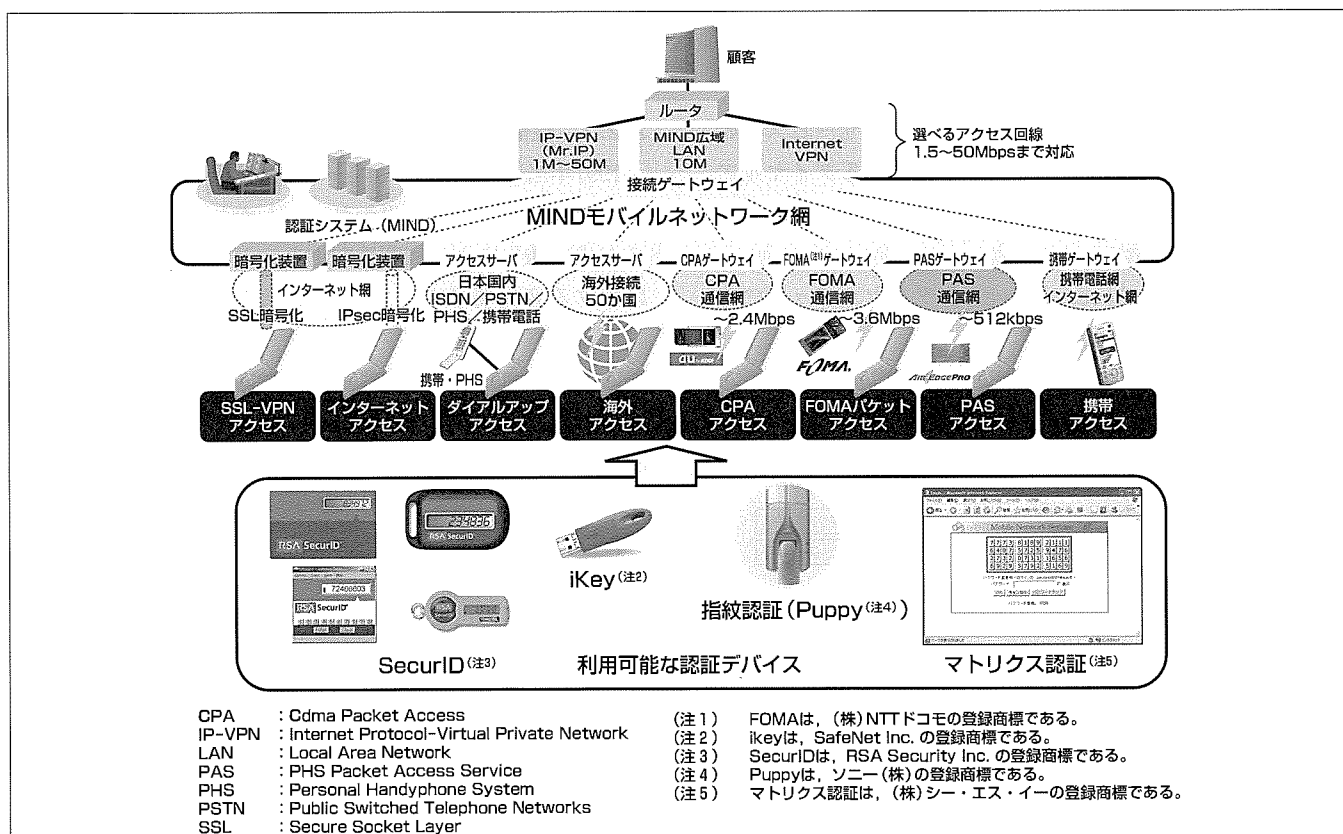 顧客
ルータ
IP-VPN
(Mr.IP)
1M~50M
MIND広域
LAN
10M
Internet
VPN
選べるアクセス回線
1.5~50Mbpsまで対応
接続ゲートウェイ
認証システム(MIND)
MINDモバイルネットワーク網
暗号化装置
暗号化装置
アクセスサーバ
アクセスサーバ
CPAゲートウェイ
FOMA(注1)ゲートウェイ
PASゲートウェイ
携帯ゲートウェイ
インターネット網
日本国内
ISDN/PSTN/
PHS/携帯電話
海外接続
50か国
CPA
通信網
FOMA
通信網
PAS
通信網
携帯電話網
インターネット網
SSL暗号化
IPsec暗号化
~2.4Mbps
~3.6Mbps
~512kbps
携帯・PHS
au
FOMA
AIR-EDGE PRO
SSL-VPN
アクセス
インターネット
アクセス
ダイアルアップ
アクセス
海外
アクセス
CPA
アクセス
FOMAパケット
アクセス
PAS
アクセス
携帯
アクセス
RSA SecurID
234836
RSA SecurID
RSA SecurID
iKey(注2)
指紋認証(Puppy(注4))
SecurID(注3)
利用可能な認証デバイス
マトリクス認証(注5)
CPA : Cdma Packet Access
IP-VPN : Internet Protocol-Virtual Private Network
LAN : Local Area Network
PAS : PHS Packet Access Service
PHS : Personal Handyphone System
PSTN : Public Switched Telephone Networks
SSL : Secure Socket Layer
(注1) FOMAは,(株)NTTドコモの登録商標である。
(注2) ikeyは,SafeNet Inc. の登録商標である。
(注3) SecurIDは,RSA Security Inc. の登録商標である。
(注4) Puppyは,ソニー(株)の登録商標である。
(注5) マトリクス認証は,(株)シー・エス・イーの登録商標である。